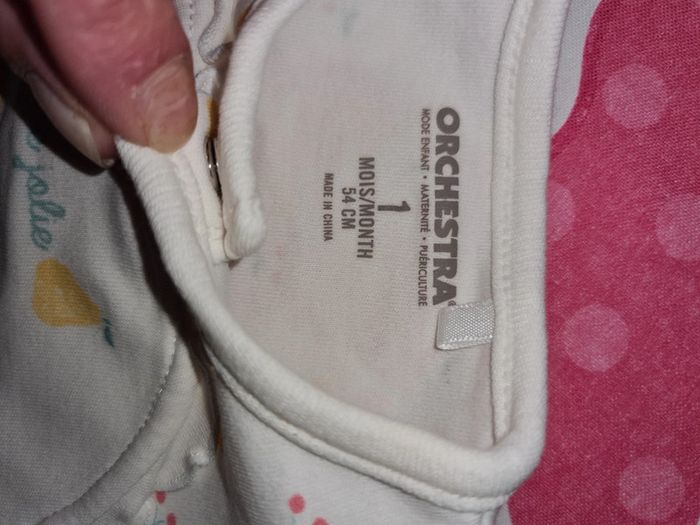 ORCHESTRA®
MODE ENFANT • MATERNITÉ • PUÉRICULTURE
1
MOIS/MONTH
54 CM
MADE IN CHINA
jolie